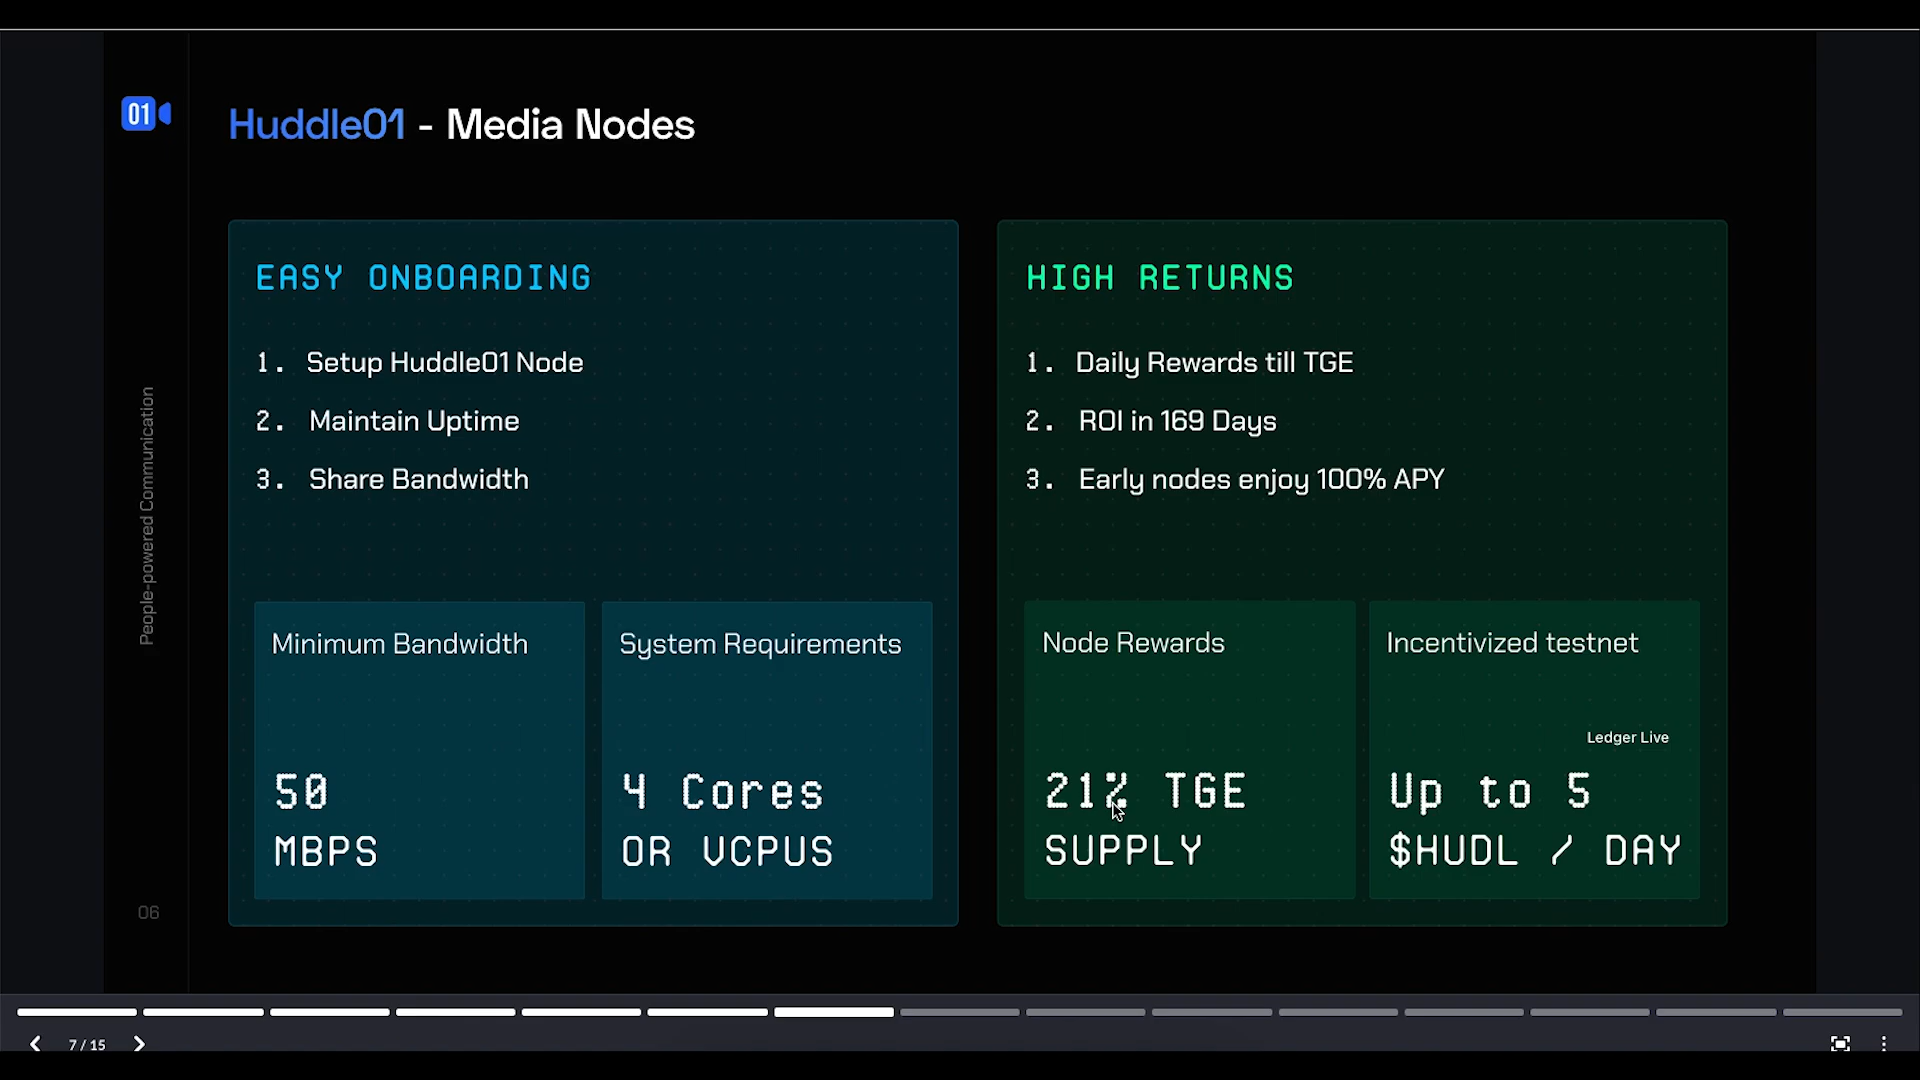 01
Huddle01 - Media Nodes
People-powered Communication
06
EASY ONBOARDING
1. Setup Huddle01 Node
2. Maintain Uptime
3. Share Bandwidth
Minimum Bandwidth
50
MBPS
System Requirements
4 Cores
OR VCPUS
HIGH RETURNS
1. Daily Rewards till TGE
2. ROI in 169 Days
3. Early nodes enjoy 100% APY
Node Rewards
21% TGE
SUPPLY
Incentivized testnet
Ledger Live
Up to 5
$HUDL / DAY
7 / 15